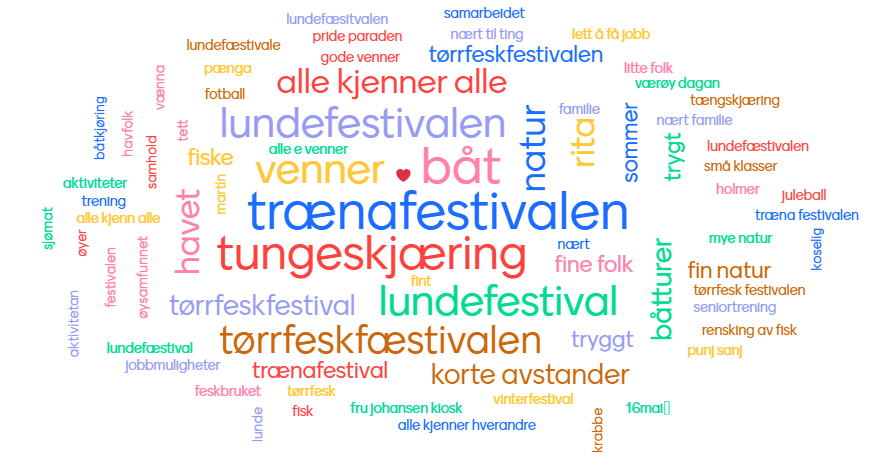 samarbeidet
lundefæsitvalen
nært til ting
lett å få jobb
pride paraden
lundefæstivale
tørrfeskfestivalen
gode venner
litte folk
pænga
vænna
alle kjenner alle
værøy dagan
fotball
tængskjæring
båtkjøring
havfolk
tett
lundefestivalen
natur
familie
rita
sommer
nært familie
trygt
samhold
alle e venner
lundefæstivalen
fiske
venner
båt
små klasser
aktiviteter
martin
holmer
juleball
trening
havet
trænafestivalen
alle kjenn alle
træna festivalen
sjømat
øyer
tungeskjæring
nært
mye natur
koselig
festivalen
øysamfunnet
fine folk
båtturer
fin natur
fint
tørrfesk festivalen
aktivitetan
tørrfeskfestival
lundefestival
seniortrening
tørrfeskfæstivalen
tryggt
rensking av fisk
lundefæstival
punj sanj
jobbmuligheter
trænafestival
korte avstander
feskbruket
tørrfesk
vinterfestival
lunde
fisk
fru johansen kiosk
krabbe
16mai
alle kjenner hverandre